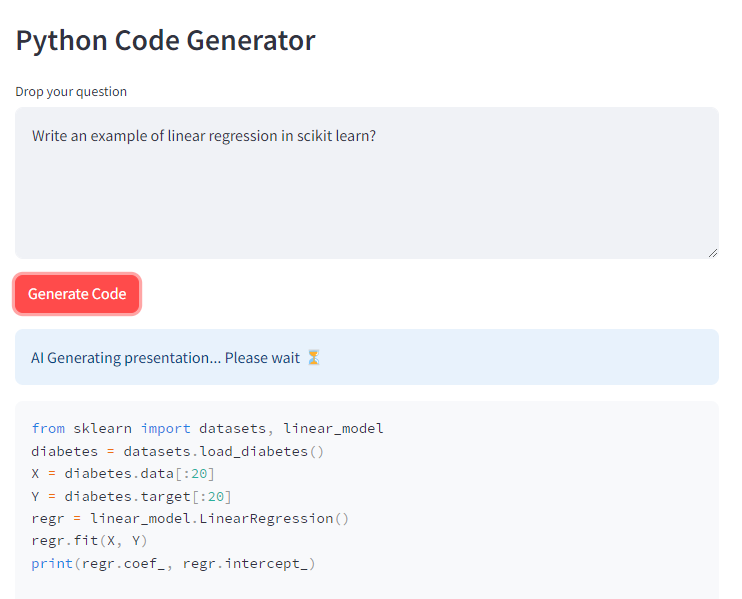 Python Code Generator
Drop your question
Write an example of linear regression in scikit learn?
Generate Code
AI Generating presentation... Please wait ⏳
from sklearn import datasets, linear_model
diabetes = datasets.load_diabetes()
X = diabetes.data[:20]
Y = diabetes.target[:20]
regr = linear_model.LinearRegression()
regr.fit(X, Y)
print(regr.coef_, regr.intercept_)